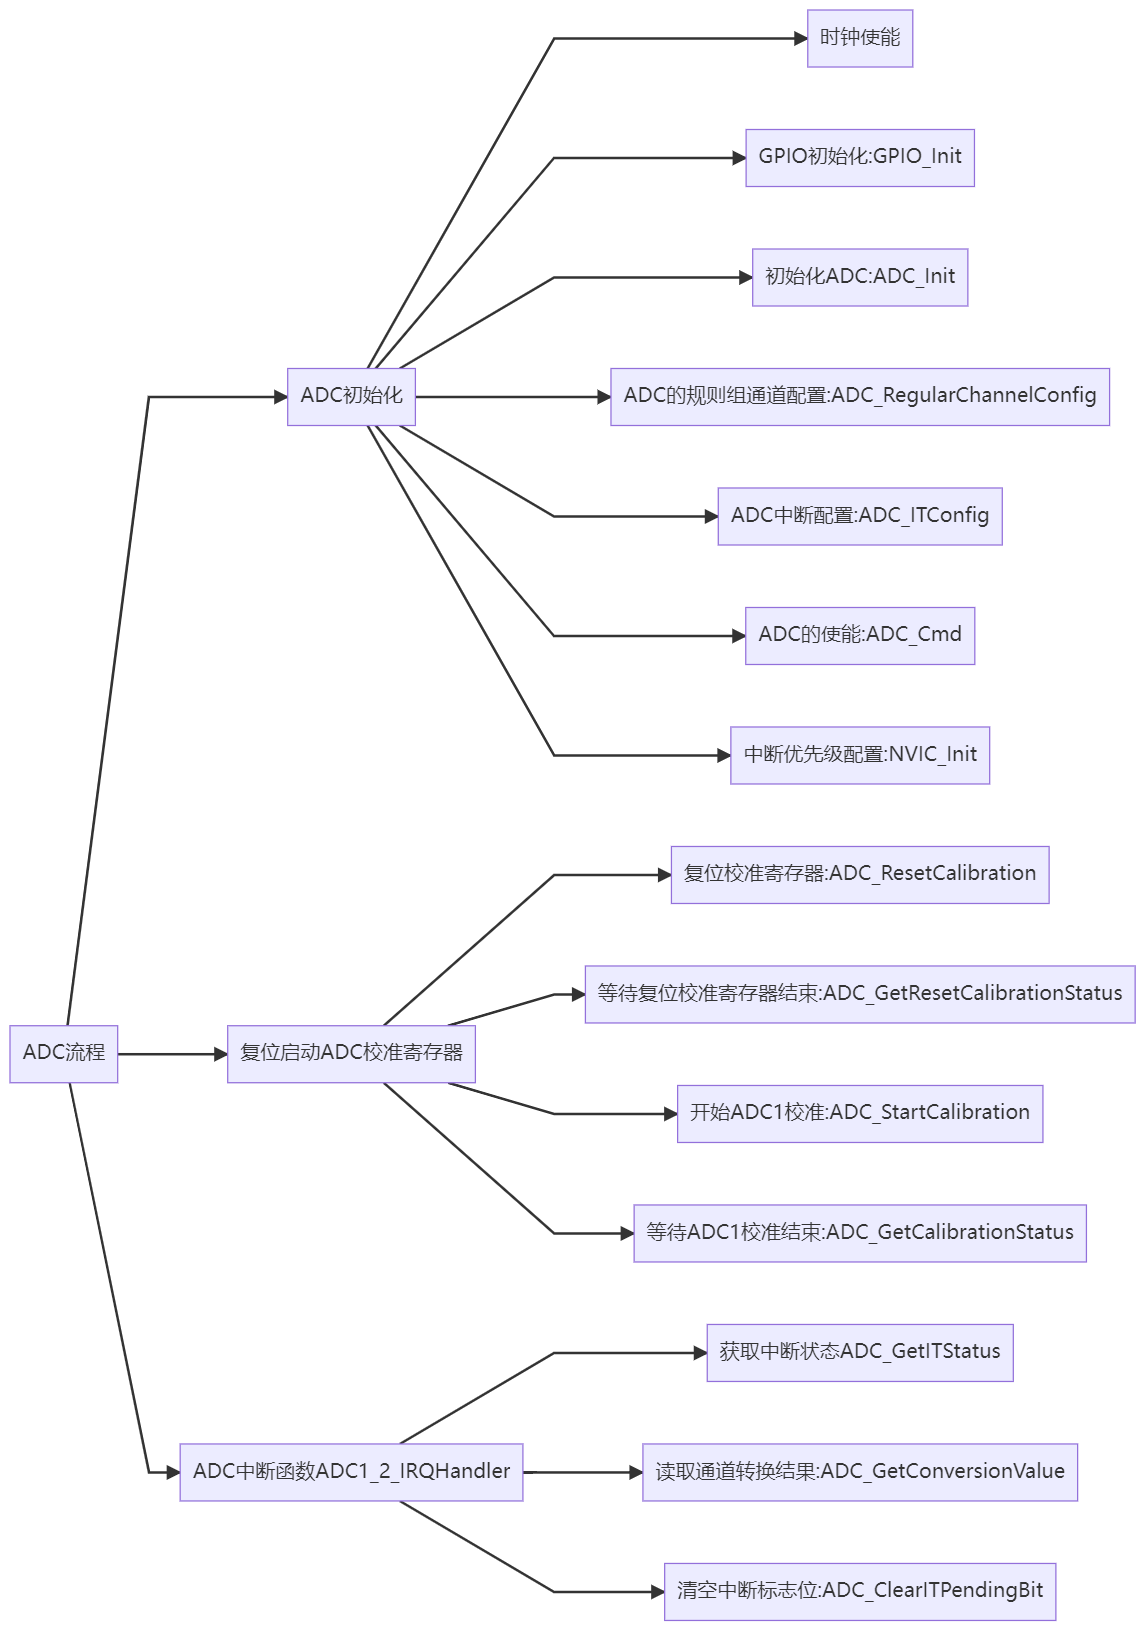 时钟使能
GPIO初始化:GPIO_Init
初始化ADC:ADC_Init
ADC初始化
ADC的规则组通道配置:ADC_RegularChannelConfig
ADC中断配置:ADC_ITConfig
ADC的使能:ADC_Cmd
中断优先级配置:NVIC_Init
复位校准寄存器:ADC_ResetCalibration
等待复位校准寄存器结束:ADC_GetResetCalibrationStatus
ADC流程
复位启动ADC校准寄存器
开始ADC1校准:ADC_StartCalibration
等待ADC1校准结束:ADC_GetCalibrationStatus
获取中断状态ADC_GetITStatus
ADC中断函数ADC1_2_IRQHandler
读取通道转换结果:ADC_GetConversionValue
清空中断标志位:ADC_ClearITPendingBit